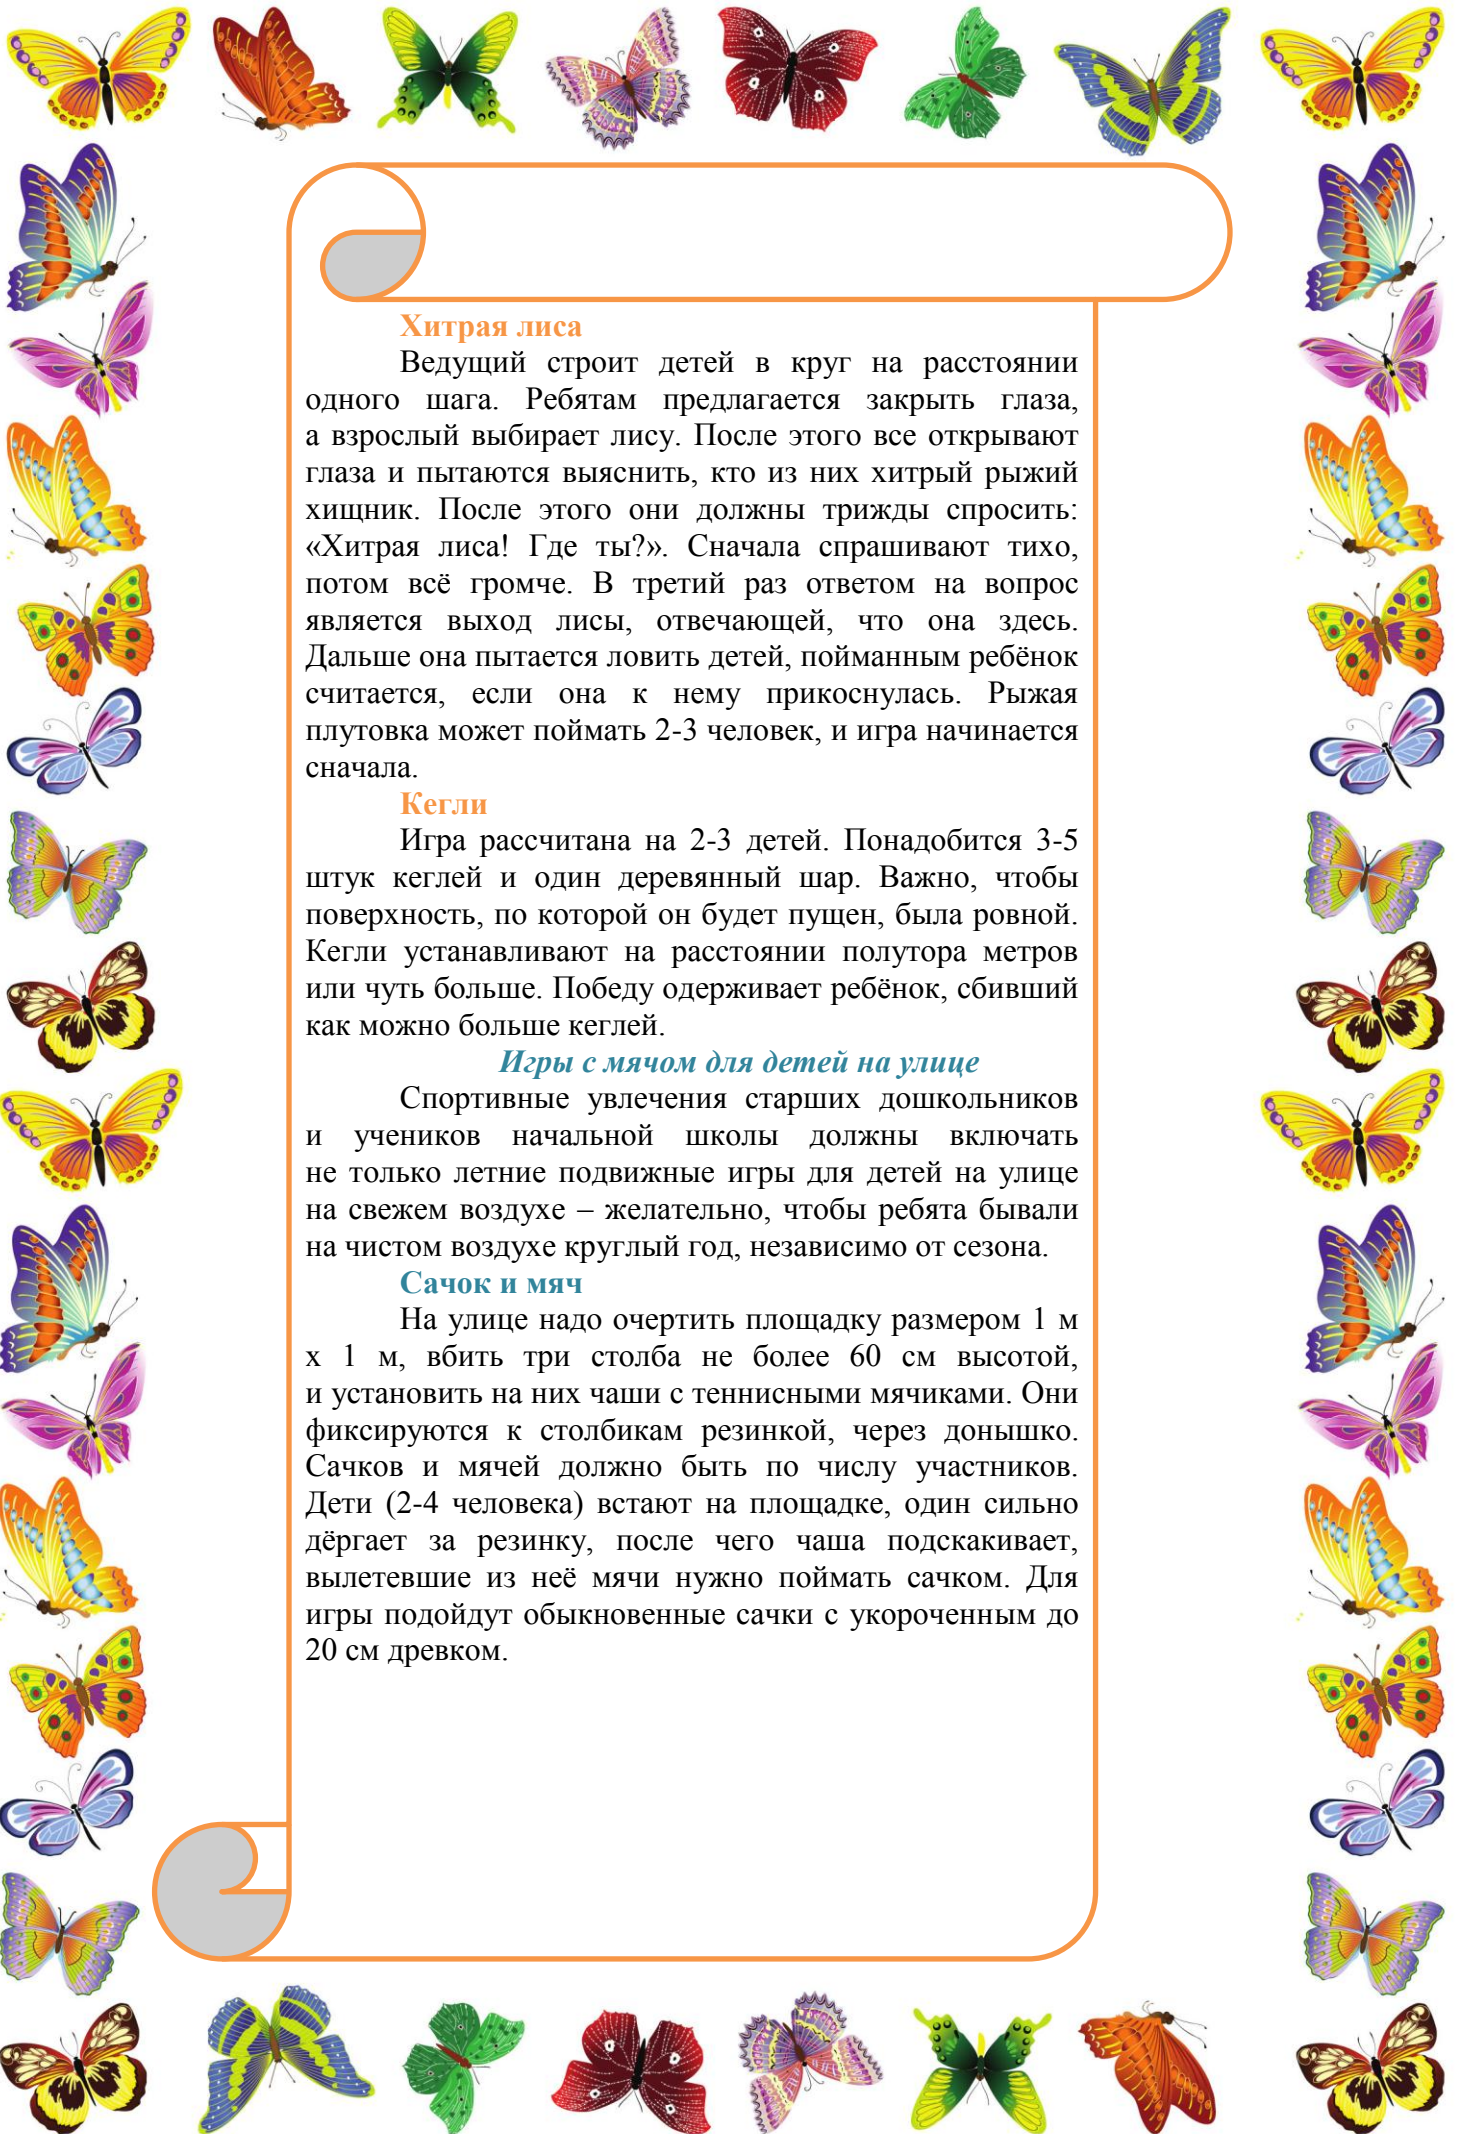 Хитрая лиса
Ведущий строит детей в круг на расстоянии
одного шага. Ребятам предлагается закрыть глаза,
а взрослый выбирает лису. После этого все открывают
глаза и пытаются выяснить, кто из них хитрый рыжий
хищник. После этого они должны трижды спросить:
«Хитрая лиса! Где ты?». Сначала спрашивают тихо,
потом всё громче. В третий раз ответом на вопрос
является выход лисы, отвечающей, что она здесь.
Дальше она пытается ловить детей, пойманным ребёнок
считается, если она к нему прикоснулась. Рыжая
плутовка может поймать 2-3 человек, и игра начинается
сначала.
Кегли
Игра рассчитана на 2-3 детей. Понадобится 3-5
штук кеглей и один деревянный шар. Важно, чтобы
поверхность, по которой он будет пущен, была ровной.
Кегли устанавливают на расстоянии полутора метров
или чуть больше. Победу одерживает ребёнок, сбивший
как можно больше кеглей.
Игры с мячом для детей на улице
Спортивные увлечения старших дошкольников
и учеников начальной школы должны включать
не только летние подвижные игры для детей на улице
на свежем воздухе – желательно, чтобы ребята бывали
на чистом воздухе круглый год, независимо от сезона.
Сачок и мяч
На улице надо очертить площадку размером 1 м
х 1 м, вбить три столба не более 60 см высотой,
и установить на них чаши с теннисными мячиками. Они
фиксируются к столбикам резинкой, через донышко.
Сачков и мячей должно быть по числу участников.
Дети (2-4 человека) встают на площадке, один сильно
дёргает за резинку, после чего чаша подскакивает,
вылетевшие из неё мячи нужно поймать сачком. Для
игры подойдут обыкновенные сачки с укороченным до
20 см древком.